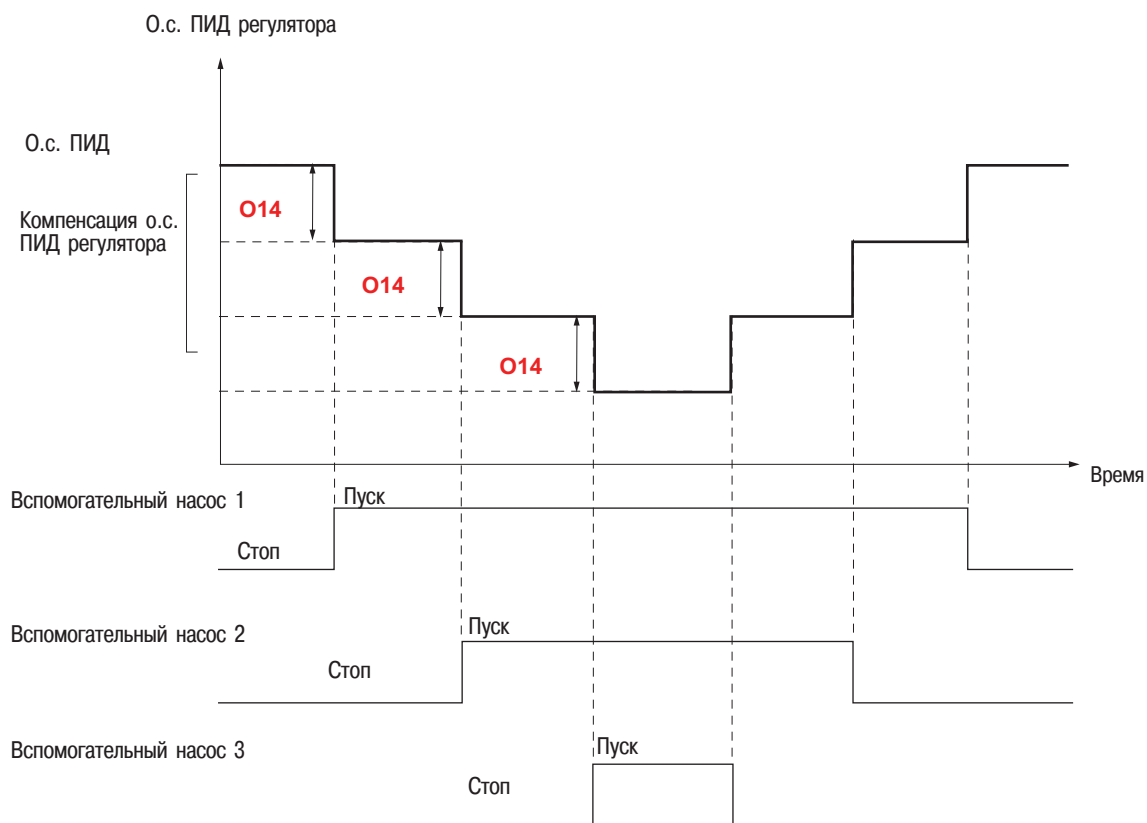 О.с. ПИД регулятора
О.с. ПИД
Компенсация о.с.
ПИД регулятора
O14
O14
O14
Время
Вспомогательный насос 1
Пуск
Стоп
Вспомогательный насос 2
Пуск
Стоп
Вспомогательный насос 3
Пуск
Стоп